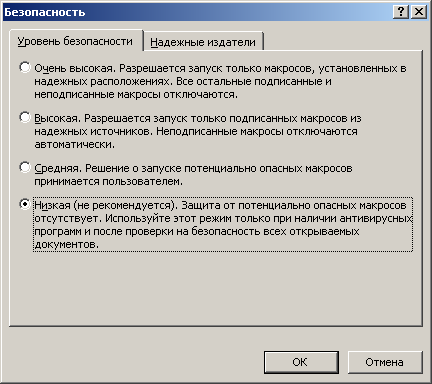 Безопасность
Уровень безопасности
Надежные издатели
Очень высокая. Разрешается запуск только макросов, установленных в
надежных расположениях. Все остальные подписанные и
неподписанные макросы отключаются.
Высокая. Разрешается запуск только подписанных макросов из
надежных источников. Неподписанные макросы отключаются
автоматически.
Средняя. Решение о запуске потенциально опасных макросов
принимается пользователем.
Низкая (не рекомендуется). Защита от потенциально опасных макросов
отсутствует. Используйте этот режим только при наличии антивирусных
программ и после проверки на безопасность всех открываемых
документов.
ОК
Отмена